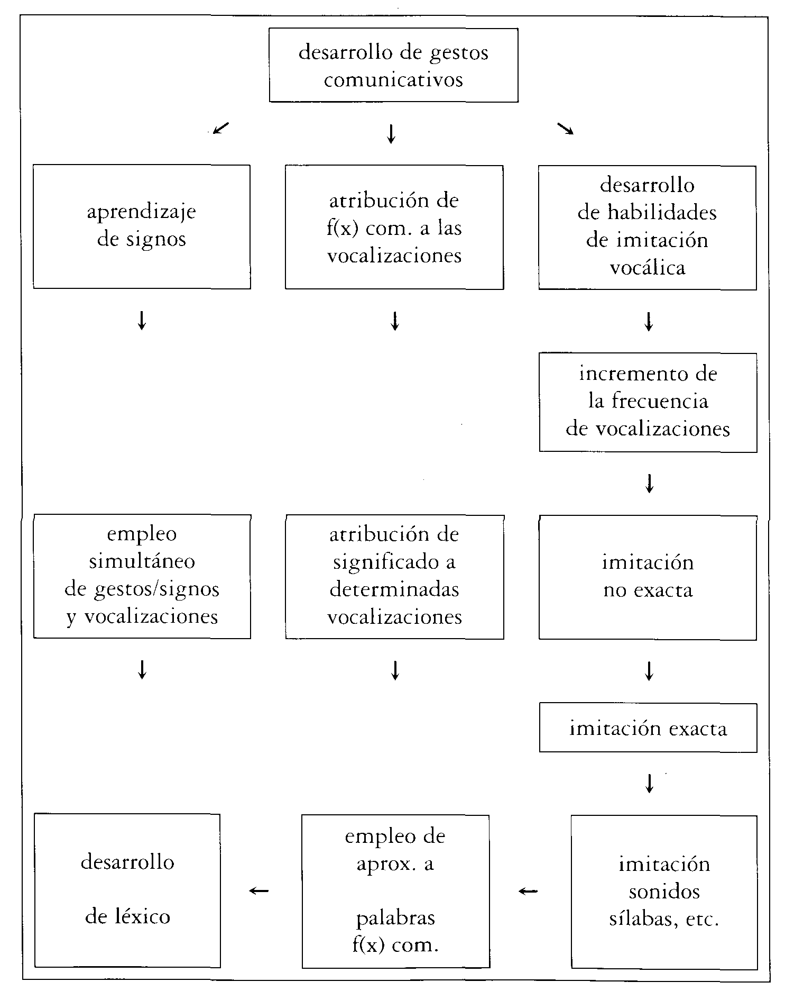 desarrollo de gestos
comunicativos
aprendizaje
de signos
atribución de
f(x) com. a las
vocalizaciones
desarrollo
de habilidades
de imitación
vocálica
incremento de
la frecuencia
de vocalizaciones
empleo
simultáneo
de gestos/signos
y vocalizaciones
atribución de
significado a
determinadas
vocalizaciones
imitación
no exacta
imitación exacta
desarrollo
de léxico
empleo de
aprox. a
palabras
f(x) com.
imitación
sonidos
sílabas, etc.